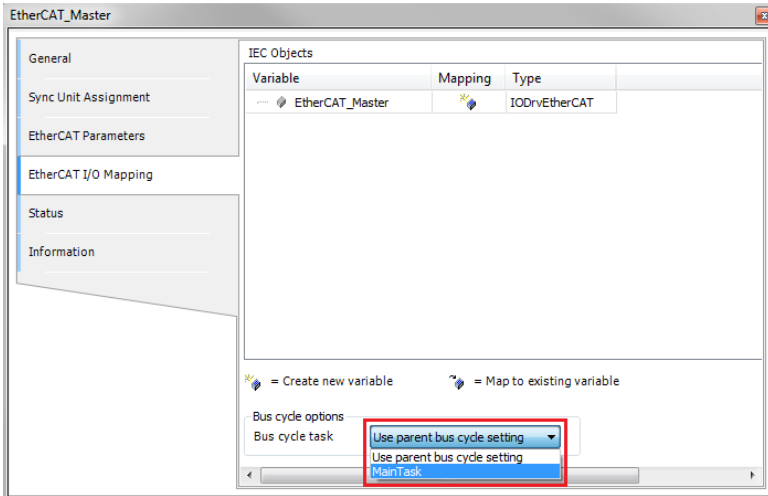 EtherCAT_Master
General
Sync Unit Assignment
EtherCAT Parameters
EtherCAT I/O Mapping
Status
Information
IEC Objects
Variable Mapping Type
EtherCAT_Master IODrvEtherCAT
= Create new variable = Map to existing variable
Bus cycle options
Bus cycle task Use parent bus cycle setting
Use parent bus cycle setting
MainTask